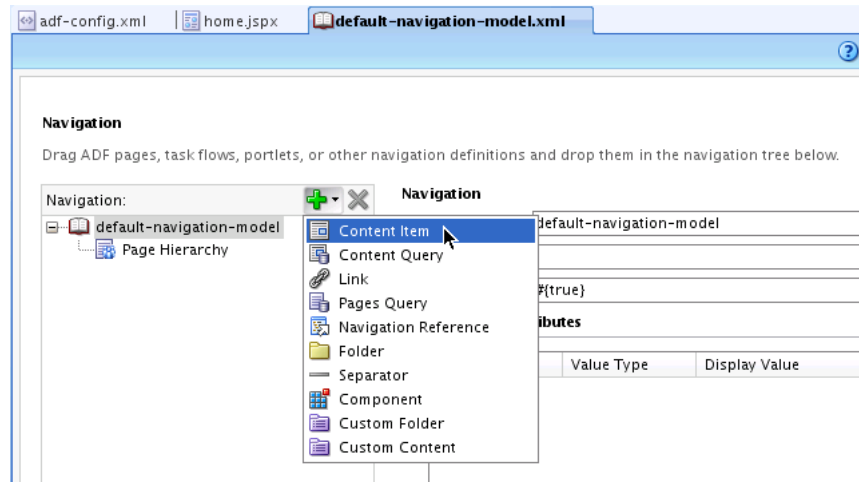 adf-config.xml home.jspx default-navigation-model.xml
?
Navigation
Drag ADF pages, task flows, portlets, or other navigation definitions and drop them in the navigation tree below.
Navigation: Navigation
default-navigation-model default-navigation-model
Page Hierarchy
Content Item
Content Query
Link
#{true}
Pages Query
Navigation Reference ibutes
Folder
Value Type Display Value
Separator
Component
Custom Folder
Custom Content